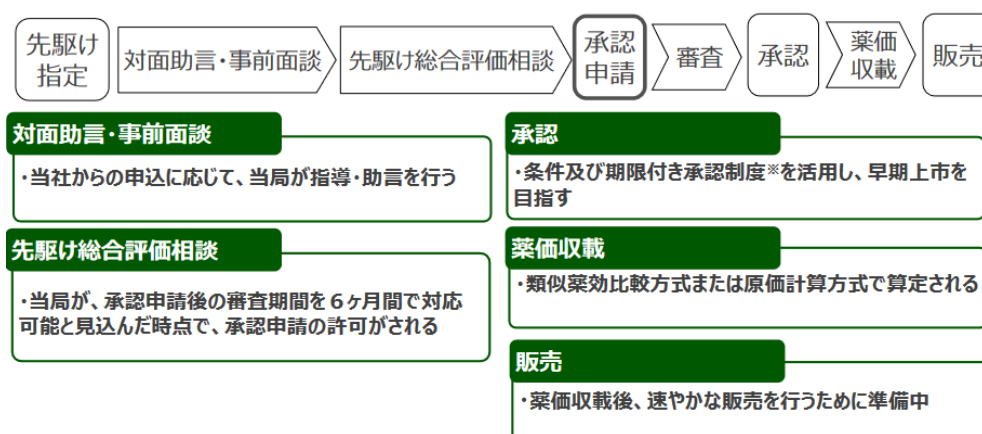 先駆け
指定
対面助言・事前面談
先駆け総合評価相談
承認
申請
審査
承認
薬価
収載
販売
対面助言・事前面談
・当社からの申込に応じて、当局が指導・助言を行う
先駆け総合評価相談
・当局が、承認申請後の審査期間を6ヶ月間で対応
可能と見込んだ時点で、承認申請の許可がされる
承認
・条件及び期限付き承認制度※を活用し、早期上市を
目指す
薬価収載
・類似薬効比較方式または原価計算方式で算定される
販売
・薬価収載後、速やかな販売を行うために準備中